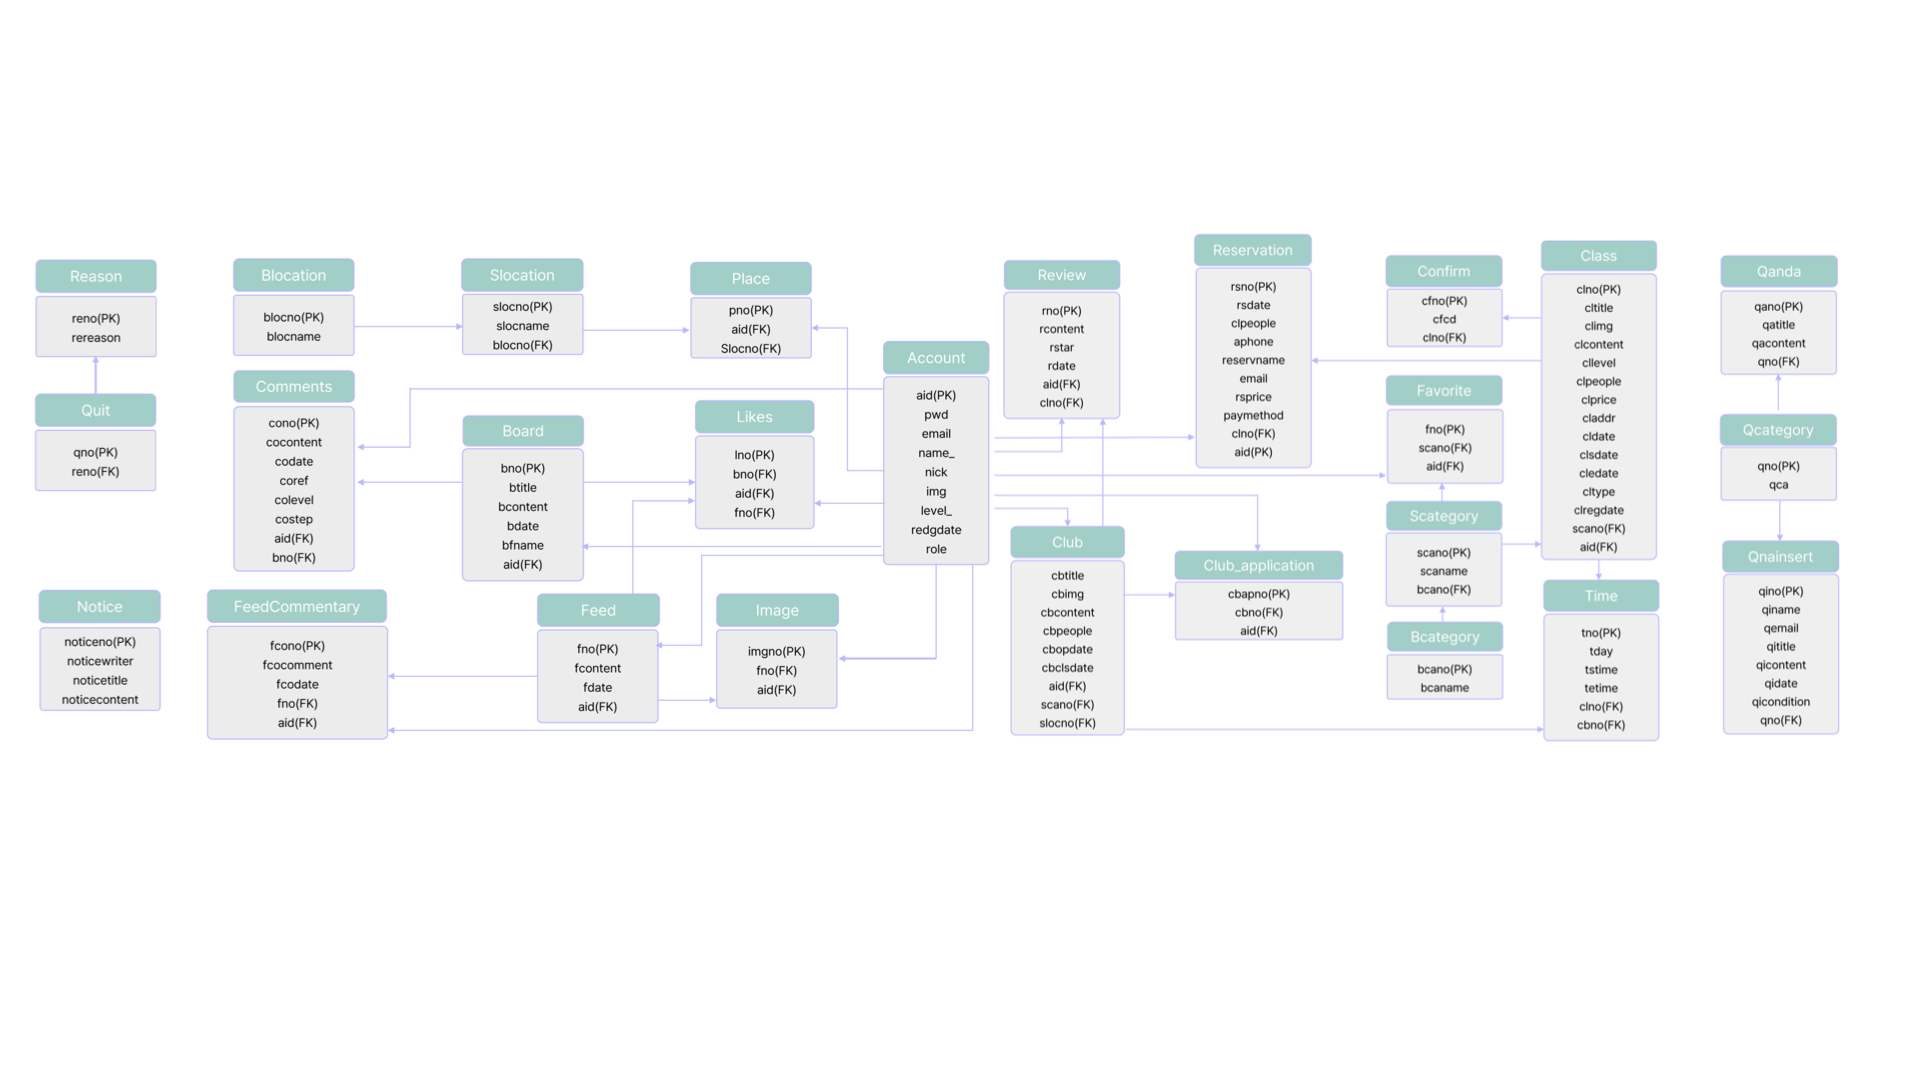 Reason
reno(PK)
rereason
Quit
qno(PK)
reno(FK)
Notice
noticeno(PK)
noticewriter
noticetitle
noticecontent
Blocation
blocno(PK)
blocname
Comments
cono(PK)
cocontent
codate
coref
colevel
costep
aid(FK)
bno(FK)
FeedCommentary
fcono(PK)
fcocomment
fcodate
fno(FK)
aid(FK)
Slocation
slocno(PK)
slocname
blocno(FK)
Board
bno(PK)
btitle
bcontent
bdate
bfname
aid(FK)
Feed
fno(PK)
fcontent
fdate
aid(FK)
Place
pno(PK)
aid(FK)
Slocno(FK)
Likes
lno(PK)
bno(FK)
aid(FK)
fno(FK)
Image
imgno(PK)
fno(FK)
aid(FK)
Account
aid(PK)
pwd
email
name_
nick
img
level_
redgdate
role
Review
rno(PK)
rcontent
rstar
rdate
aid(FK)
clno(FK)
Club
cbtitle
cbimg
cbcontent
cbpeople
cbopdate
cbclsdate
aid(FK)
scano(FK)
slocno(FK)
Reservation
rsno(PK)
rsdate
clpeople
aphone
reservname
email
rsprice
paymethod
clno(FK)
aid(PK)
Club_application
cbapno(PK)
cbno(FK)
aid(FK)
Confirm
cfno(PK)
cfcd
clno(FK)
Favorite
fno(PK)
scano(FK)
aid(FK)
Scategory
scano(PK)
scaname
bcano(FK)
Bcategory
bcano(PK)
bcaname
Class
clno(PK)
cltitle
climg
clcontent
cllevel
clpeople
clprice
claddr
cldate
clsdate
cledate
cltype
clregdate
scano(FK)
aid(FK)
Time
tno(PK)
tday
tstime
tetime
clno(FK)
cbno(FK)
Qanda
qano(PK)
qatitle
qacontent
qno(FK)
Qcategory
qno(PK)
qca
Qnainsert
qino(PK)
qiname
qemail
qititle
qicontent
qidate
qicondition
qno(FK)